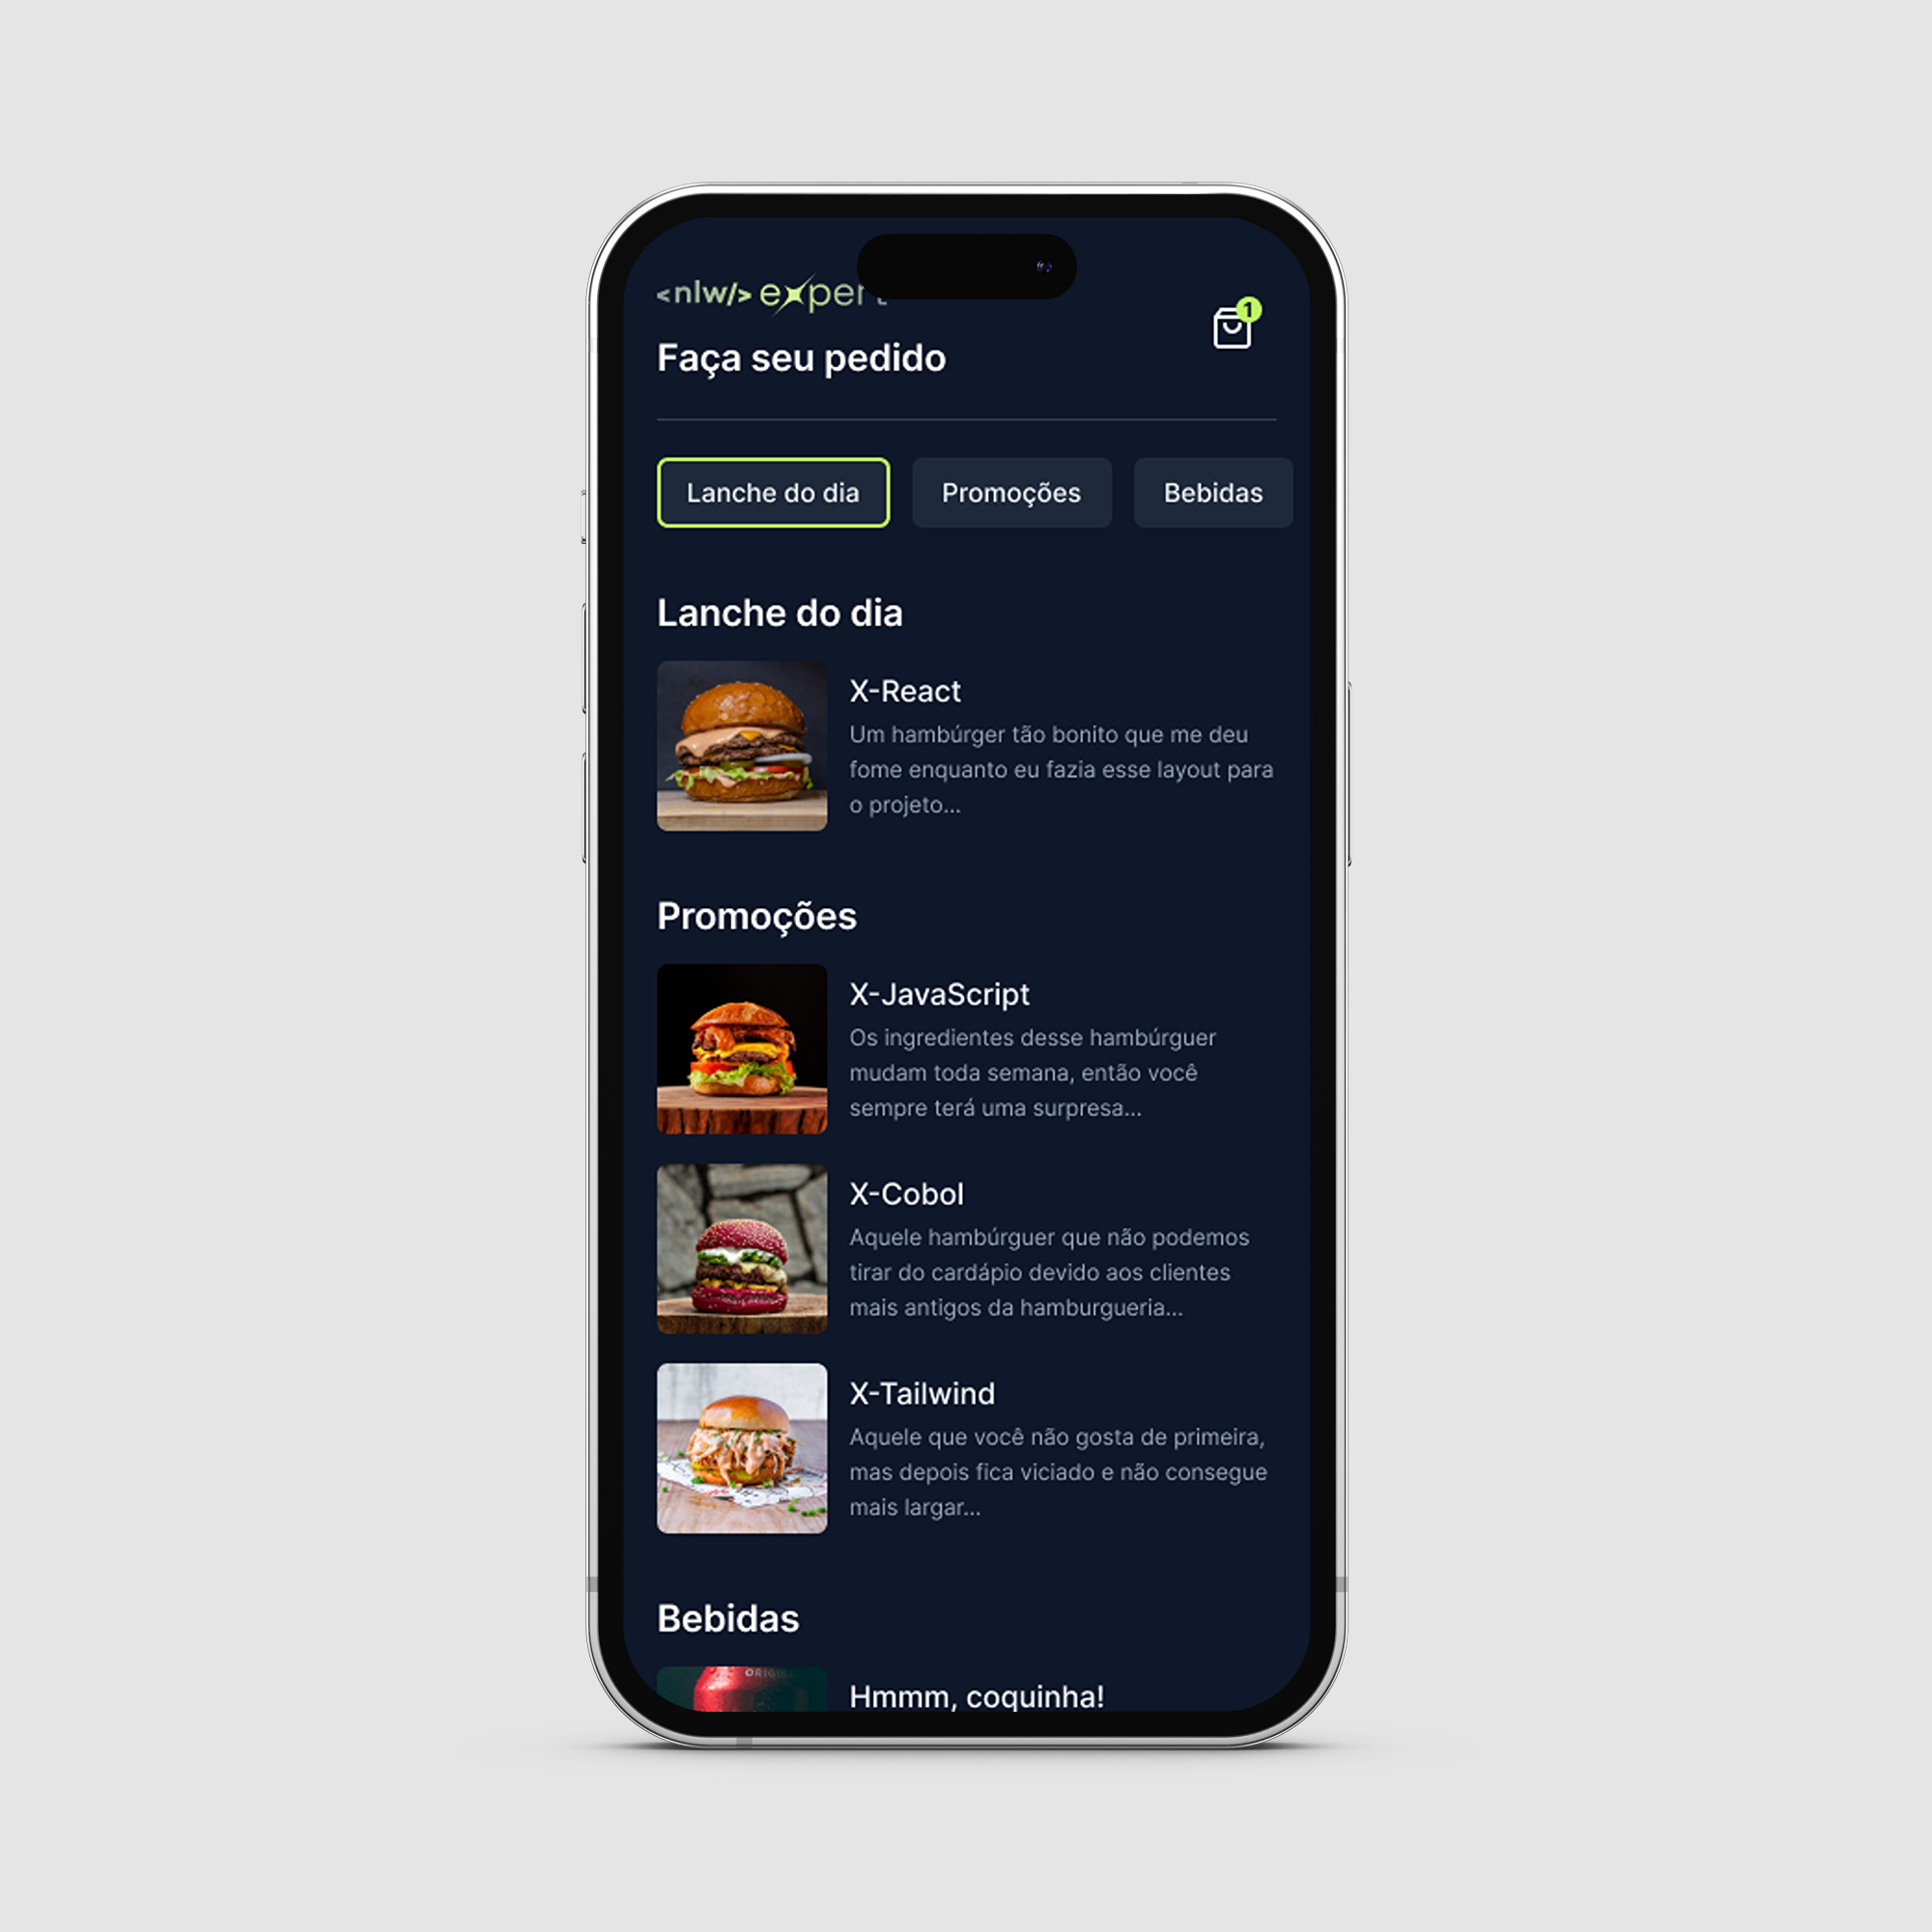 <nlw/> expert
1
Faça seu pedido
Lanche do dia
Promoções
Bebidas
Lanche do dia
X-React
Um hambúrger tão bonito que me deu
fome enquanto eu fazia esse layout para
o projeto...
Promoções
X-JavaScript
Os ingredientes desse hambúrguer
mudam toda semana, então você
sempre terá uma surpresa...
X-Cobol
Aquele hambúrguer que não podemos
tirar do cardápio devido aos clientes
mais antigos da hamburgueria...
X-Tailwind
Aquele que você não gosta de primeira,
mas depois fica viciado e não consegue
mais largar...
Bebidas
Hmmm, coquinha!